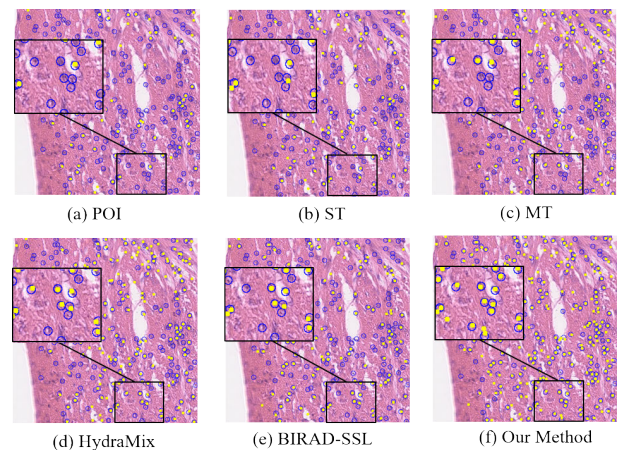 (a) POI
(b) ST
(c) MT
(d) HydraMix
(e) BIRAD-SSL
(f) Our Method